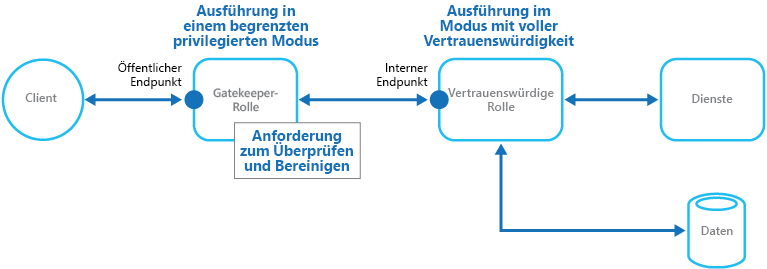 Ausführung in
einem begrenzten
privilegierten Modus
Ausführung im
Modus mit voller
Vertrauenswürdigkeit
Öffentlicher
Endpunkt
Interner
Endpunkt
Client
Gatekeeper-
Rolle
Vertrauenswürdige
Rolle
Dienste
Anforderung
zum Überprüfen
und Bereinigen
Daten